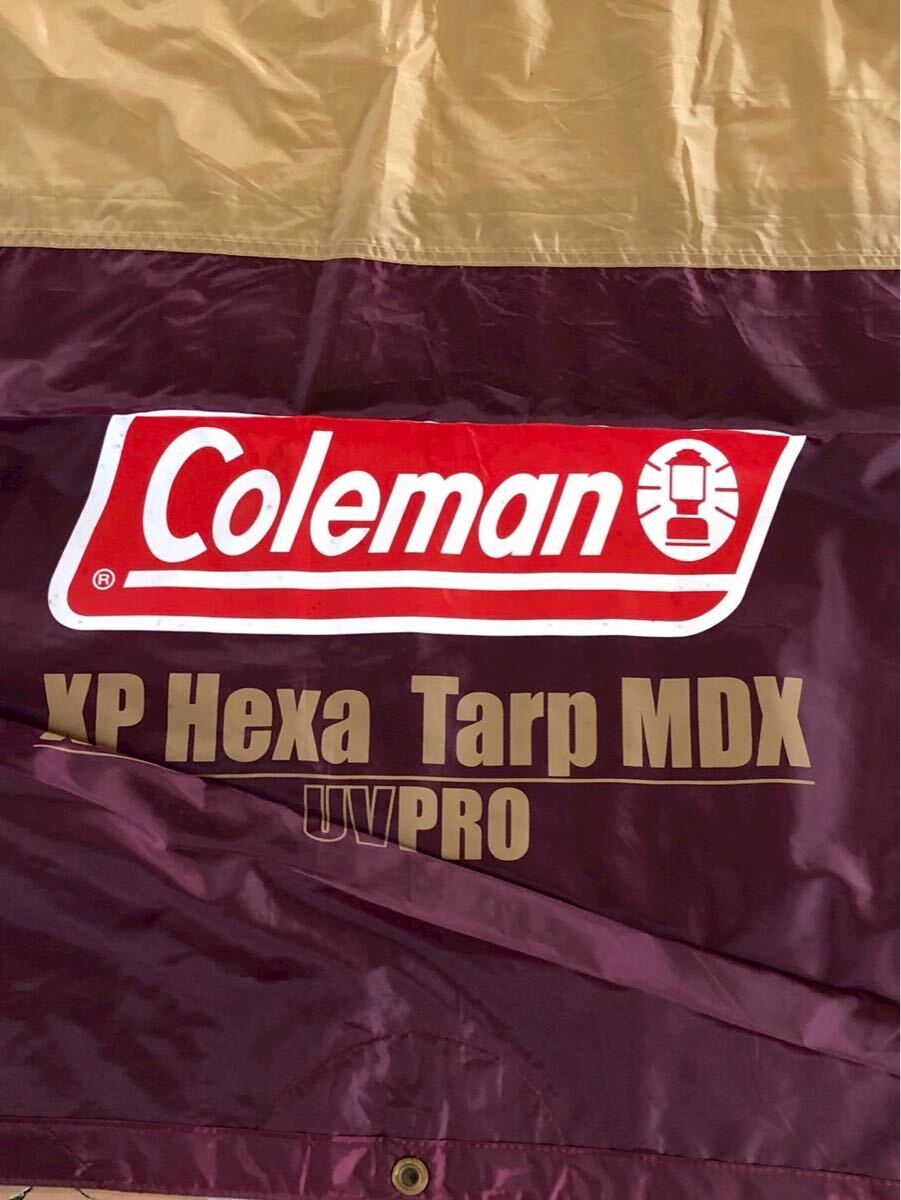 Coleman
®
XP Hexa Tarp MDX
UVPRO